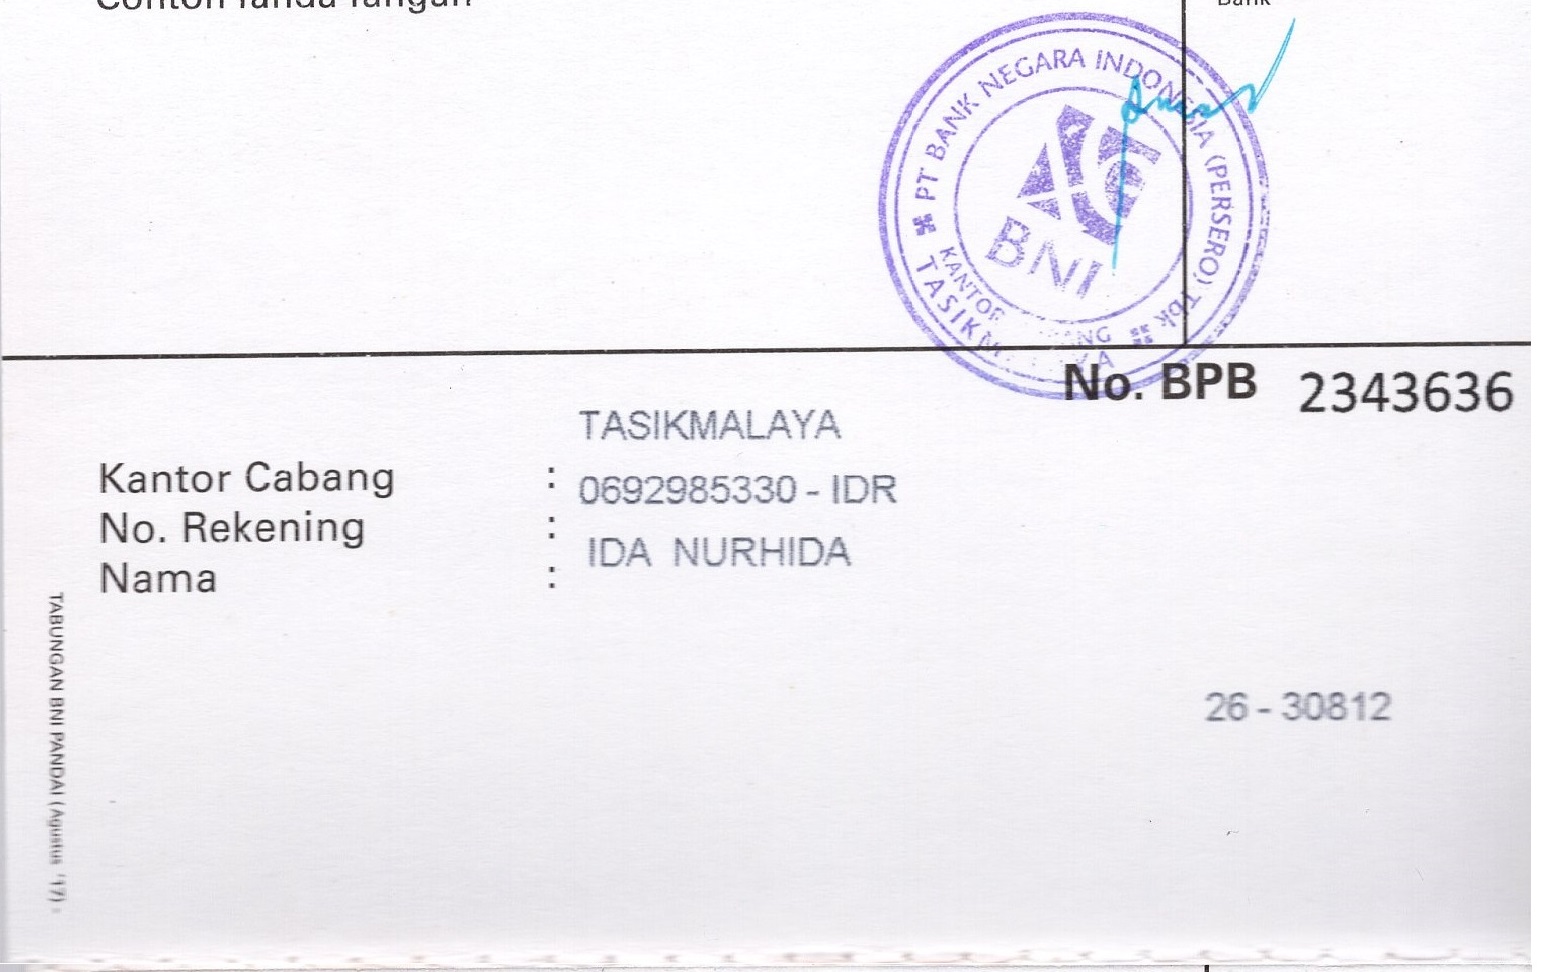 Contoh Tanda Tangan
Bank
PT BANK NEGARA INDONESIA (PERSERO) Tbk
BNI
KANTOR
TASIKMALAYA
No. BPB 2343636
TASIKMALAYA
Kantor Cabang :
0692985330 - IDR
No. Rekening :
IDA NURHIDA
Nama :
26 - 30812
TABUNGAN BNI PANDAI (Agustus '17)